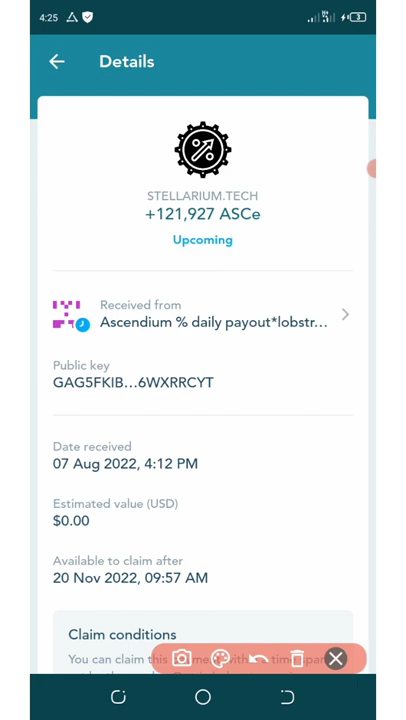 4:25
Details
STELLARIUM.TECH
+121,927 ASCe
Upcoming
Received from
Ascendium % daily payout*lobstr...
Public key
GAG5FKIB...6WXRRCYT
Date received
07 Aug 2022, 4:12 PM
Estimated value (USD)
$0.00
Available to claim after
20 Nov 2022, 09:57 AM
Claim conditions
You can claim this